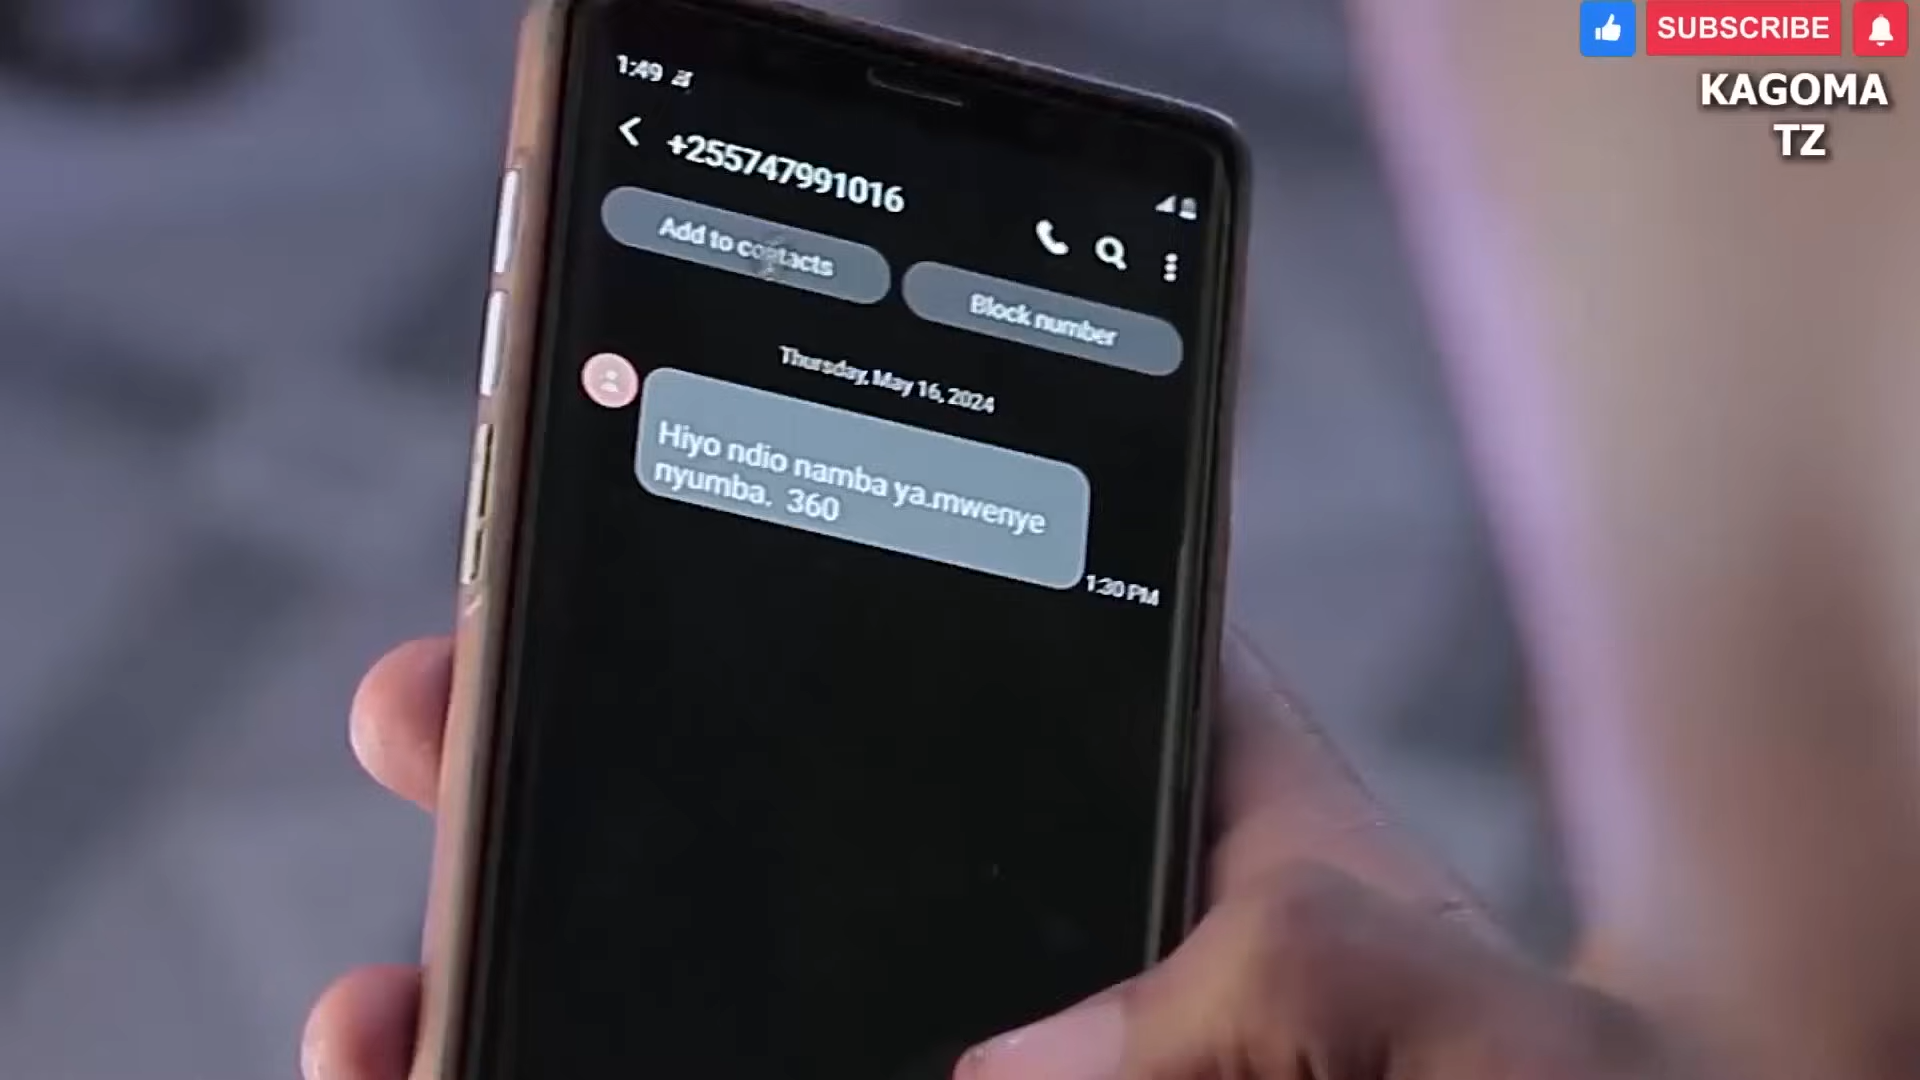 SUBSCRIBE
KAGOMA
TZ
1:49
+255747991016
Add to contacts
Block number
Thursday, May 16, 2024
Hiyo ndio namba ya.mwenye
nyumba. 360
1:30 PM